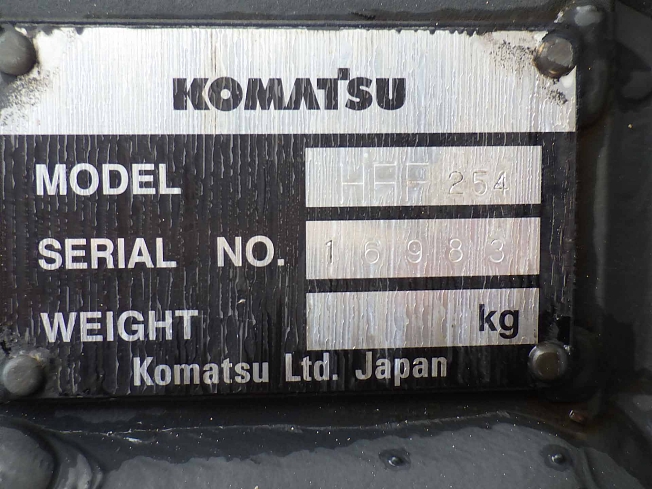 KOMATSU
MODEL 254
SERIAL NO. 16983
WEIGHT kg
Komatsu Ltd. Japan